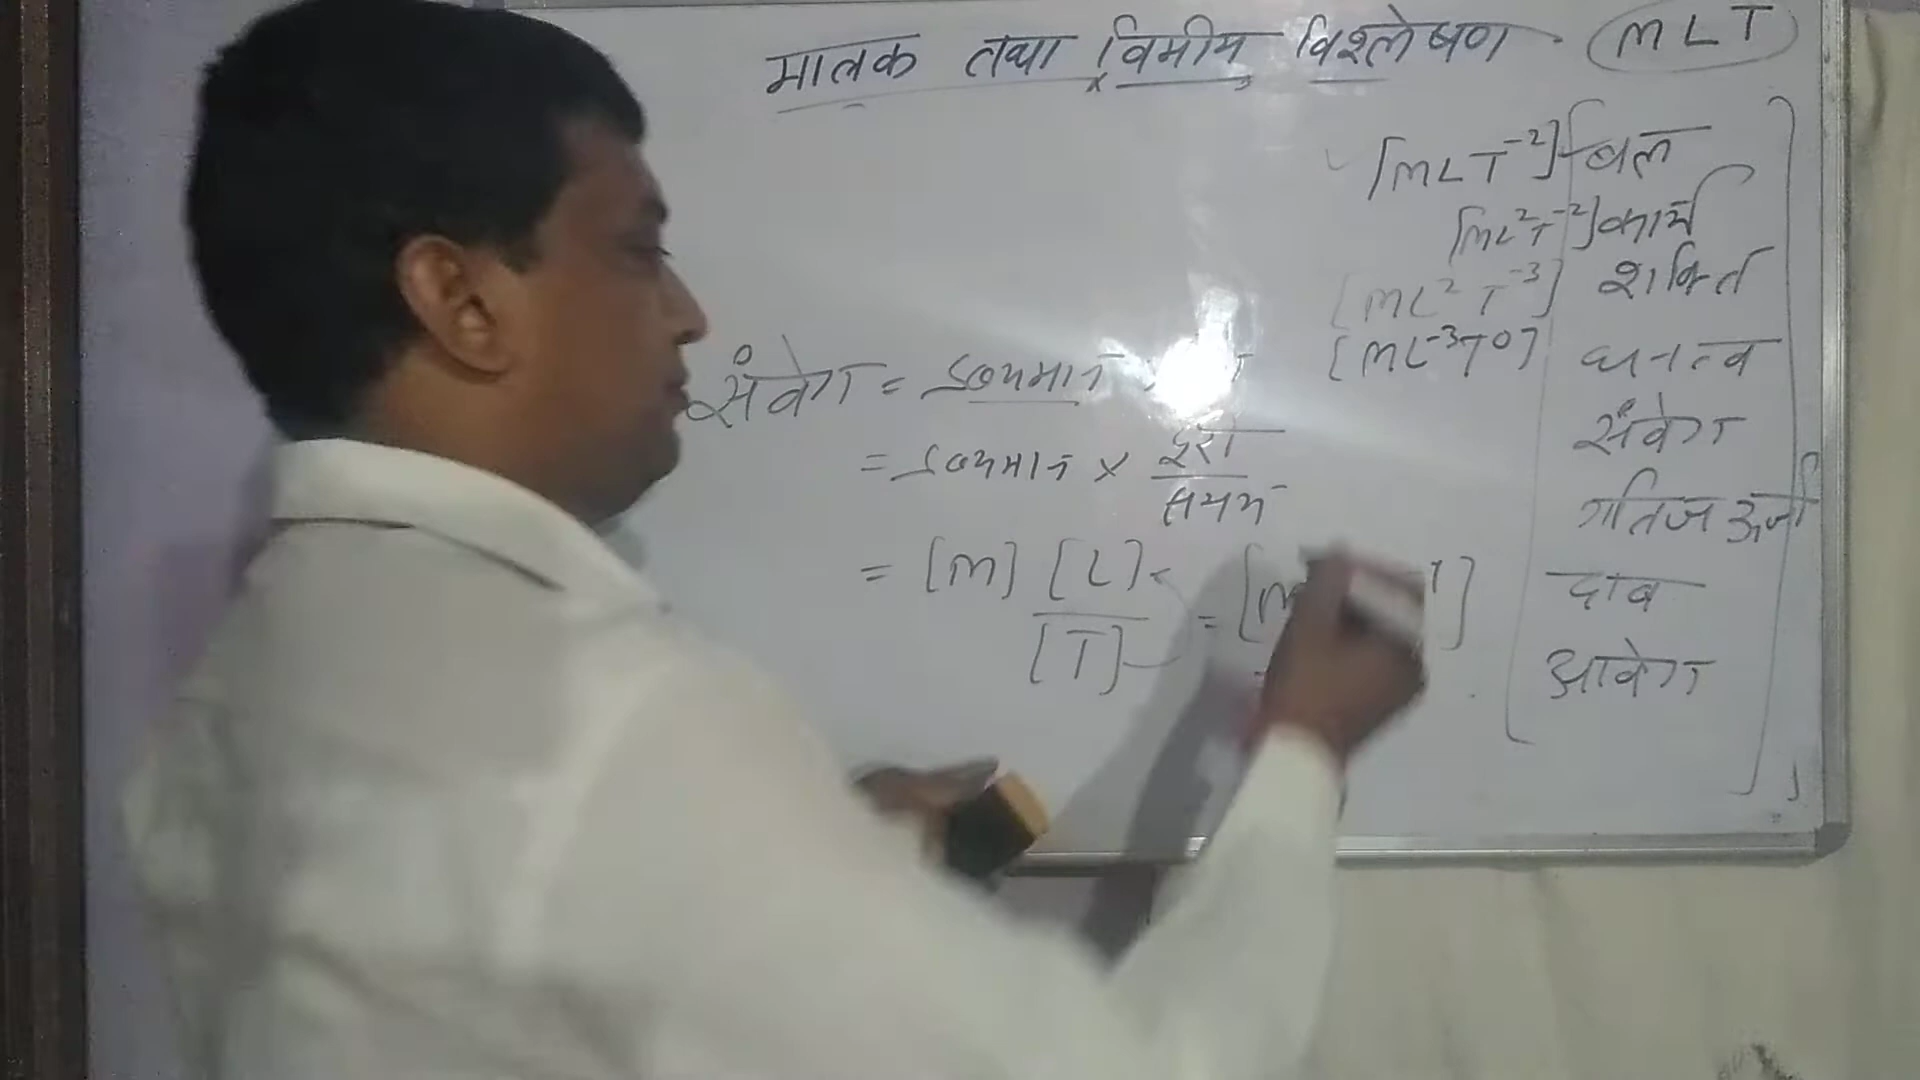 मात्रक तथा विमीय विश्लेषण MLT
[MLT⁻²] बल
[ML²T⁻²] कार्य
[ML²T⁻³] शक्ति
[ML⁻³T⁰] घनत्व
संवेग
गतिज ऊर्जा
दाब
आवेग
संवेग = द्रव्यमान
= द्रव्यमान × दूरी / समय
= [M] [L] / [T] = [M